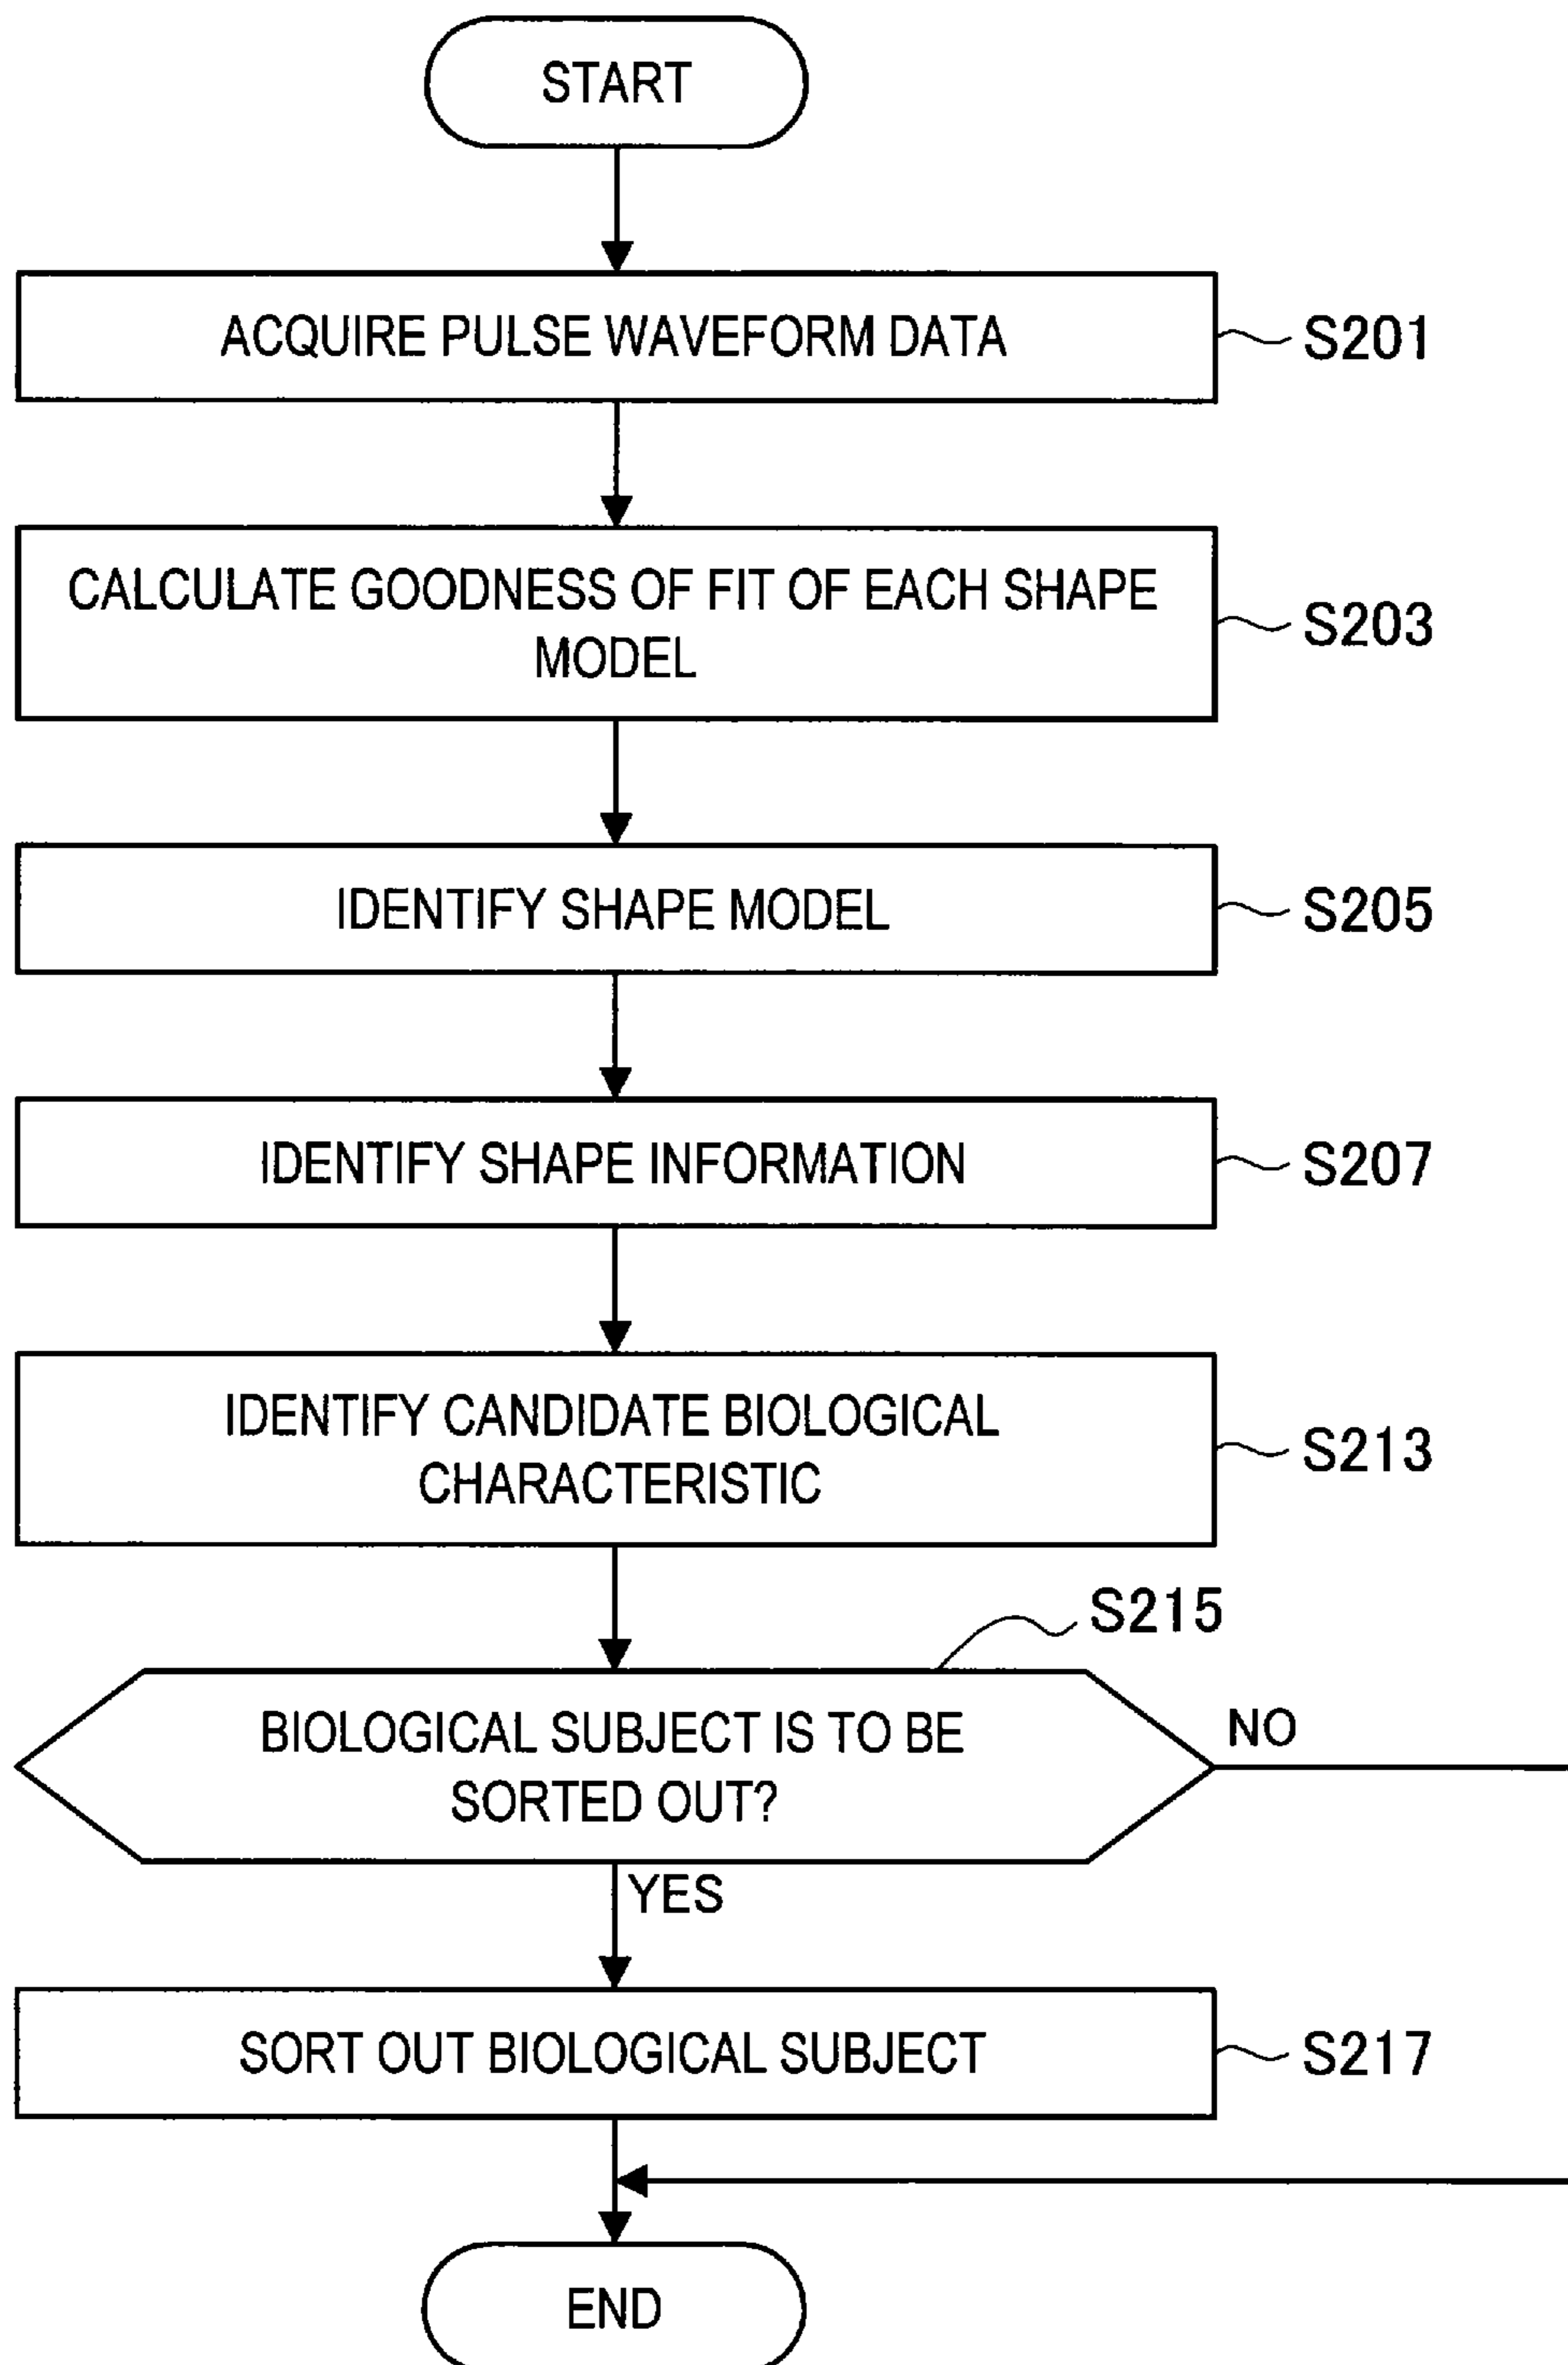 START
ACQUIRE PULSE WAVEFORM DATA
S201
CALCULATE GOODNESS OF FIT OF EACH SHAPE
MODEL
S203
IDENTIFY SHAPE MODEL
S205
IDENTIFY SHAPE INFORMATION
S207
IDENTIFY CANDIDATE BIOLOGICAL
CHARACTERISTIC
S213
S215
BIOLOGICAL SUBJECT IS TO BE
SORTED OUT?
NO
YES
SORT OUT BIOLOGICAL SUBJECT
S217
END